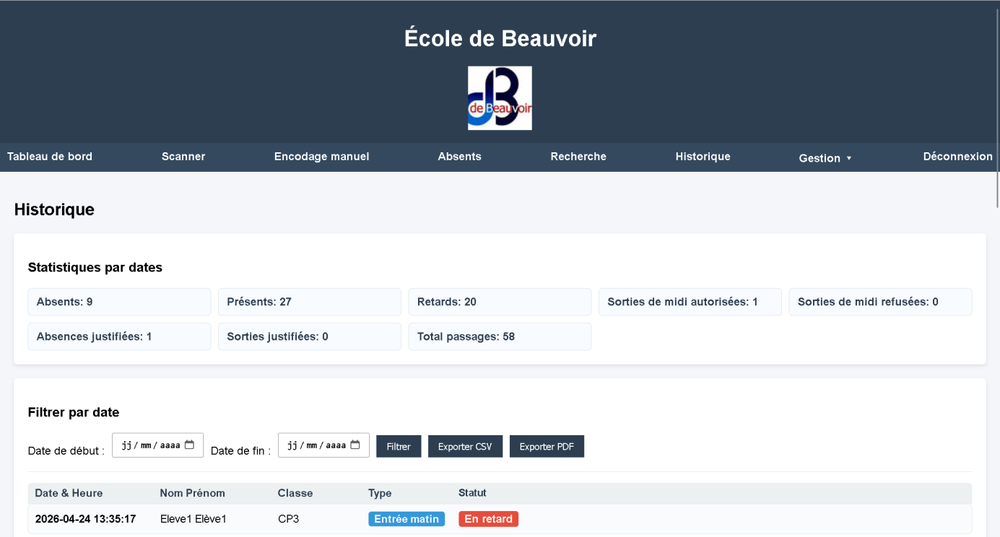 École de Beauvoir
de Beauvoir
Tableau de bord Scanner Encodage manuel Absents Recherche Historique Gestion ▾ Déconnexion
Historique
Statistiques par dates
Absents: 9 Présents: 27 Retards: 20 Sorties de midi autorisées: 1 Sorties de midi refusées: 0
Absences justifiées: 1 Sorties justifiées: 0 Total passages: 58
Filtrer par date
Date de début : jj/mm/aaaa Date de fin : jj/mm/aaaa Filtrer Exporter CSV Exporter PDF
Date & Heure Nom Prénom Classe Type Statut
2026-04-24 13:35:17 Eleve1 Elève1 CP3 Entrée matin En retard